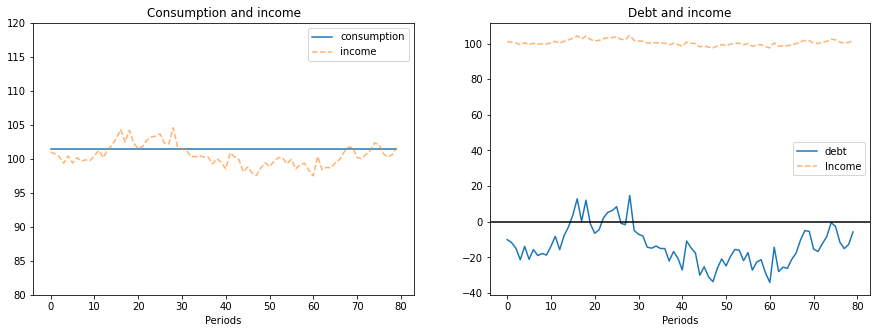 Consumption and income
120
115
110
105
100
95
90
85
80
0 10 20 30 40 50 60 70 80
Periods
consumption
income
Debt and income
100
80
60
40
20
0
−20
−40
0 10 20 30 40 50 60 70 80
Periods
debt
Income